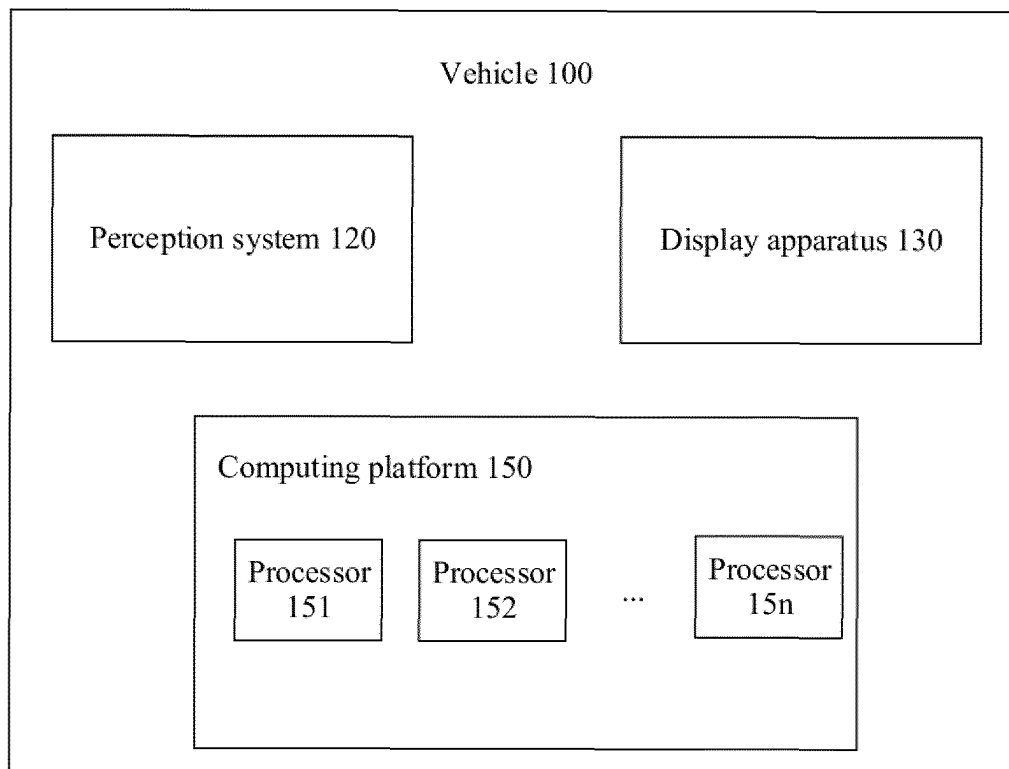 Vehicle 100
Perception system 120
Display apparatus 130
Computing platform 150
Processor
151
Processor
152
...
Processor
15n